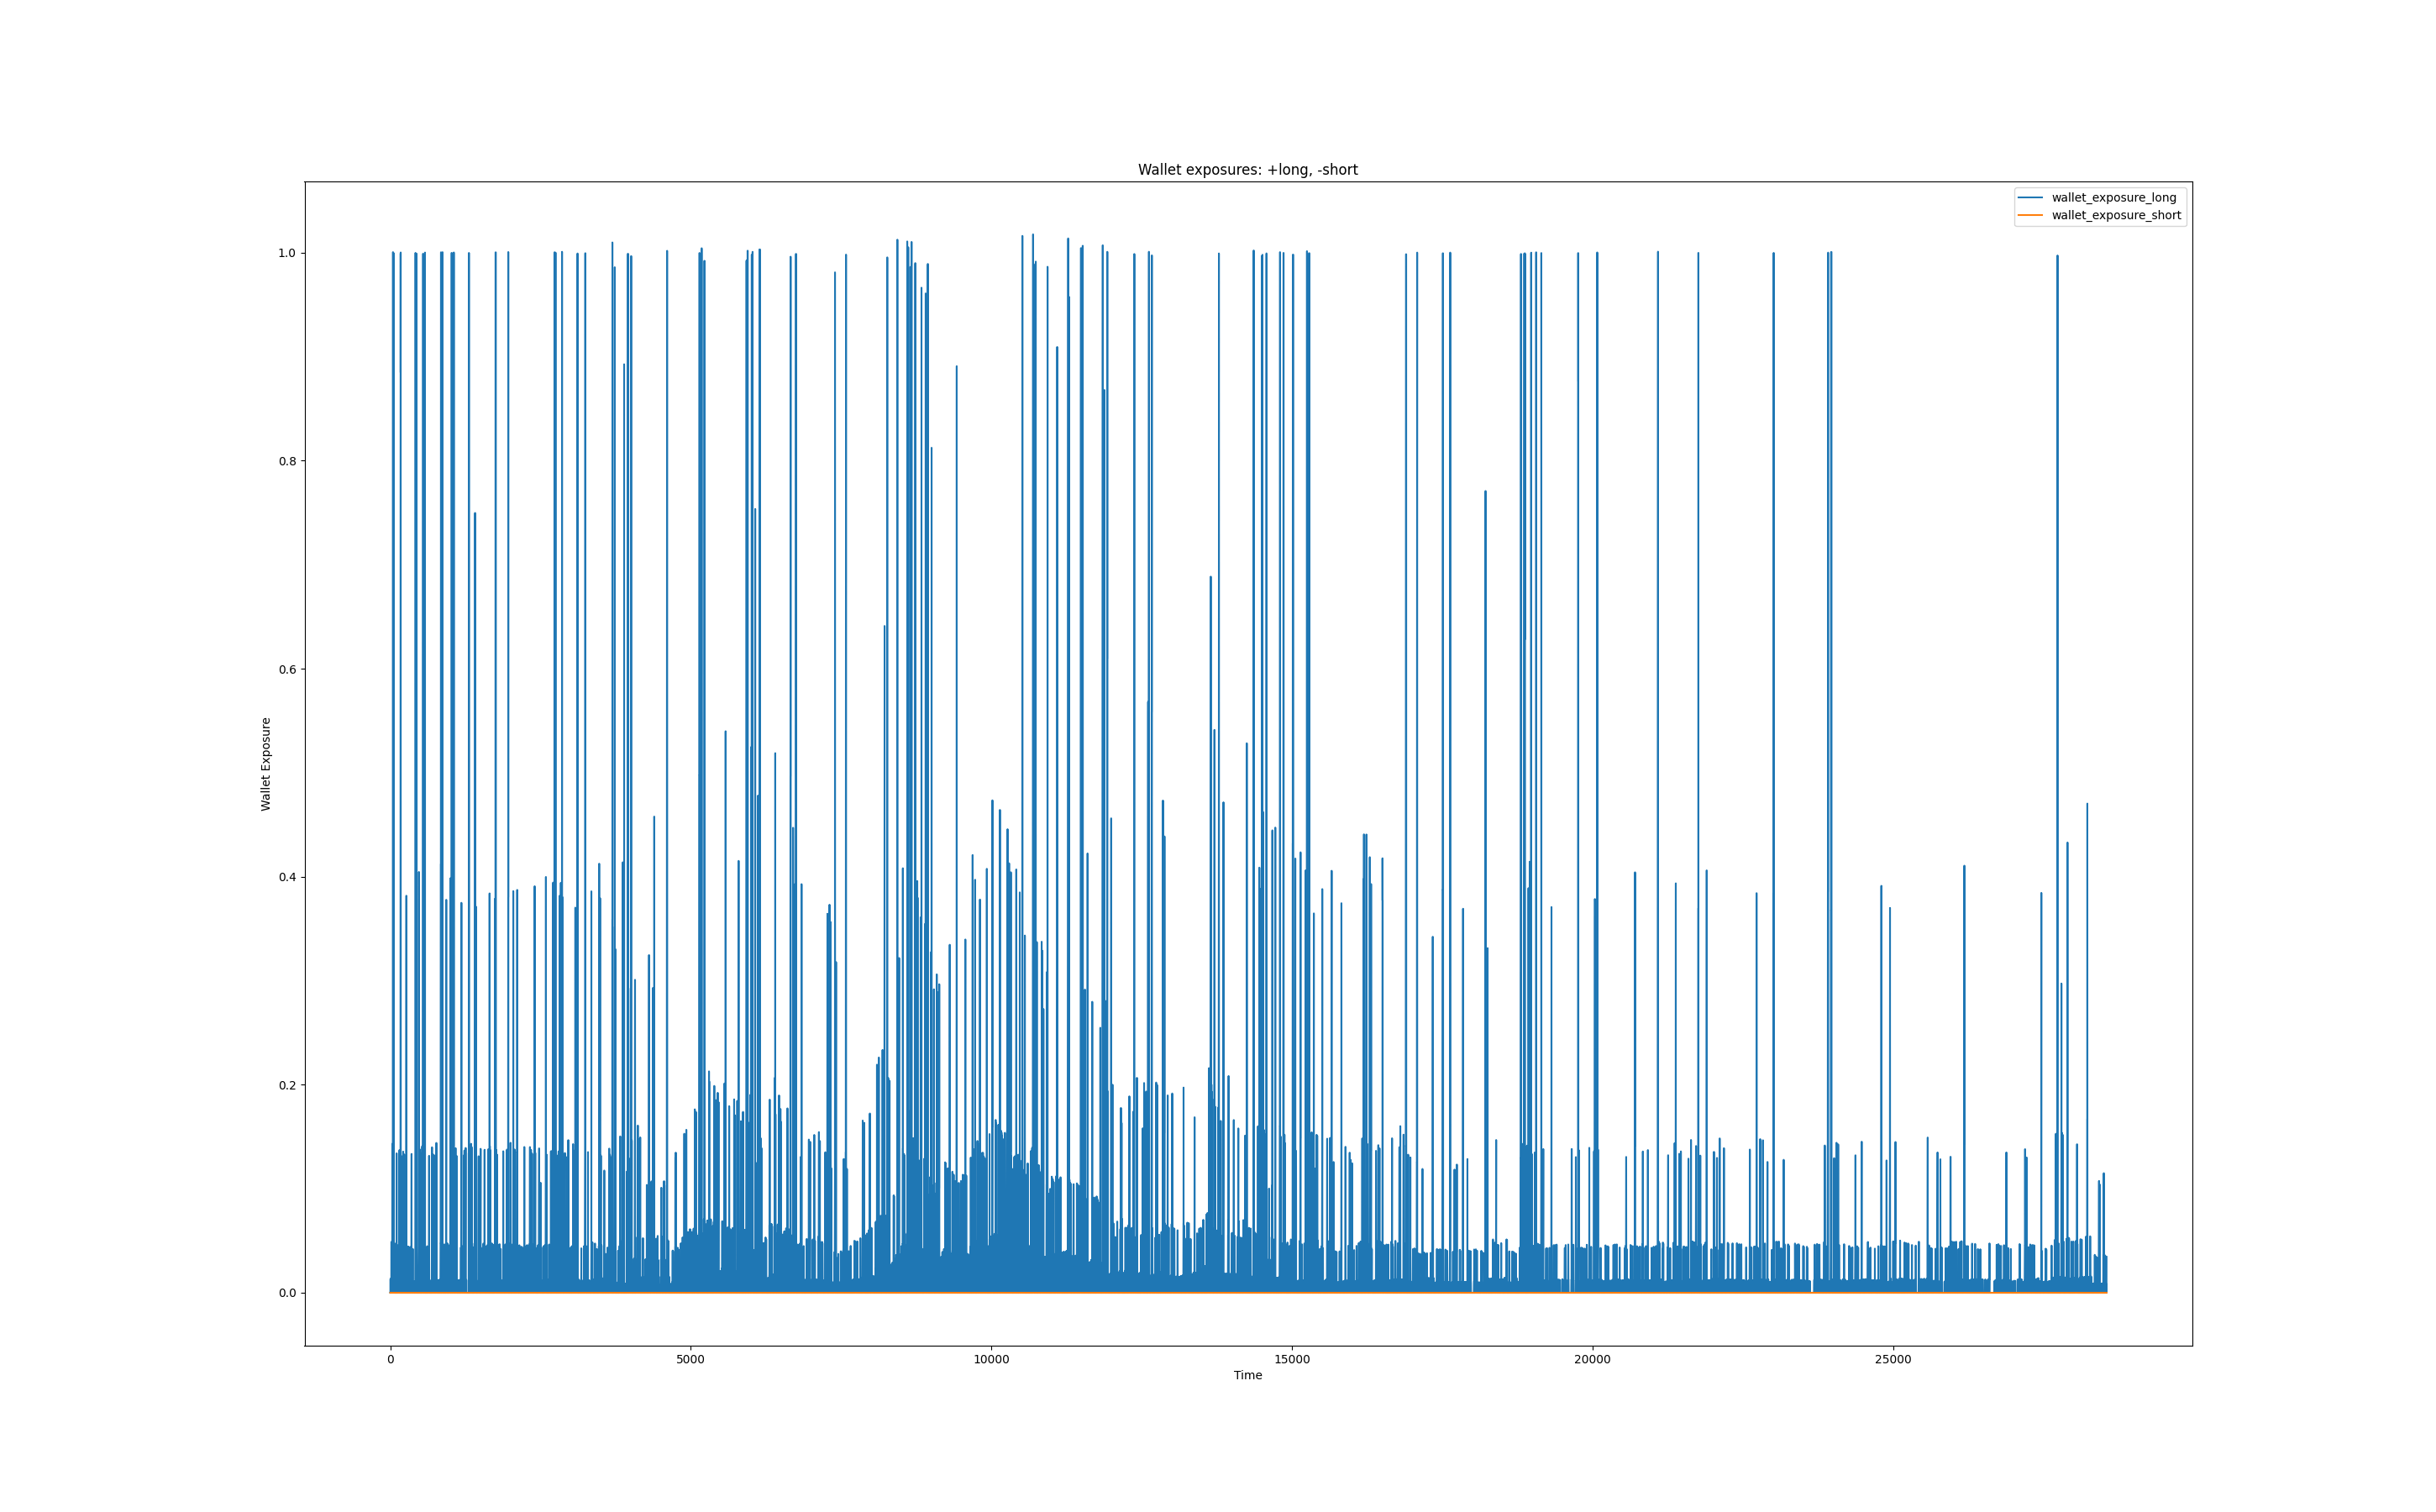 Wallet exposures: +long, -short
wallet_exposure_long
wallet_exposure_short
1.0
0.8
0.6
0.4
0.2
0.0
Wallet Exposure
0 5000 10000 15000 20000 25000
Time